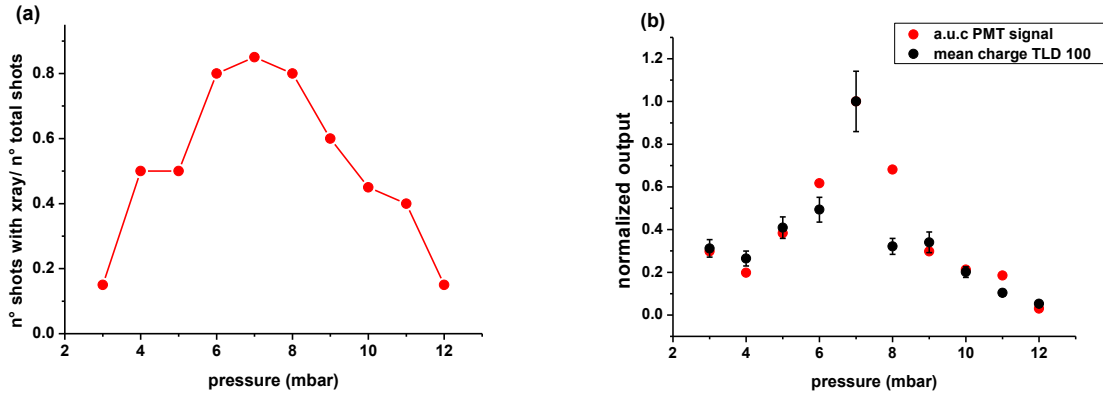 (a)
n° shots with xray/ n° total shots
0.8
0.6
0.4
0.2
0.0
2 4 6 8 10 12
pressure (mbar)
(b)
a.u.c PMT signal
mean charge TLD 100
normalized output
1.2
1.0
0.8
0.6
0.4
0.2
0.0
2 4 6 8 10 12
pressure (mbar)